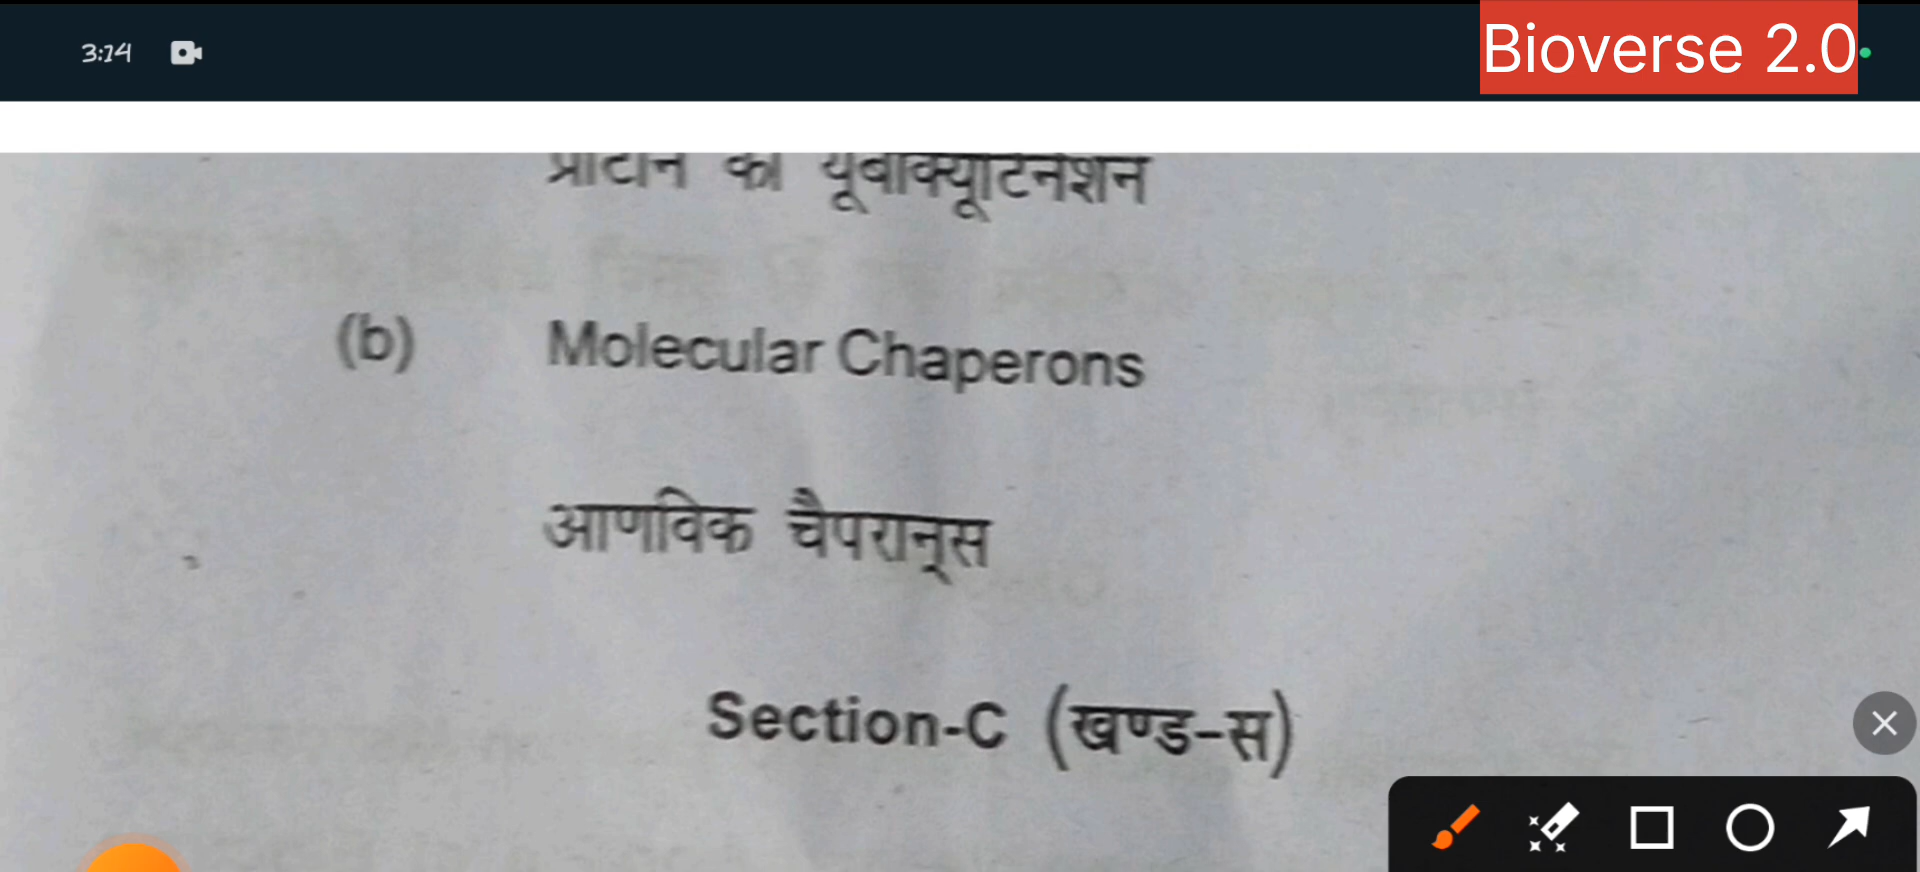 3:14
Bioverse 2.0
प्रोटीन की यूबीक्यूटिनेशन
(b) Molecular Chaperons
आणविक चैपरान्स
Section-C (खण्ड-स)